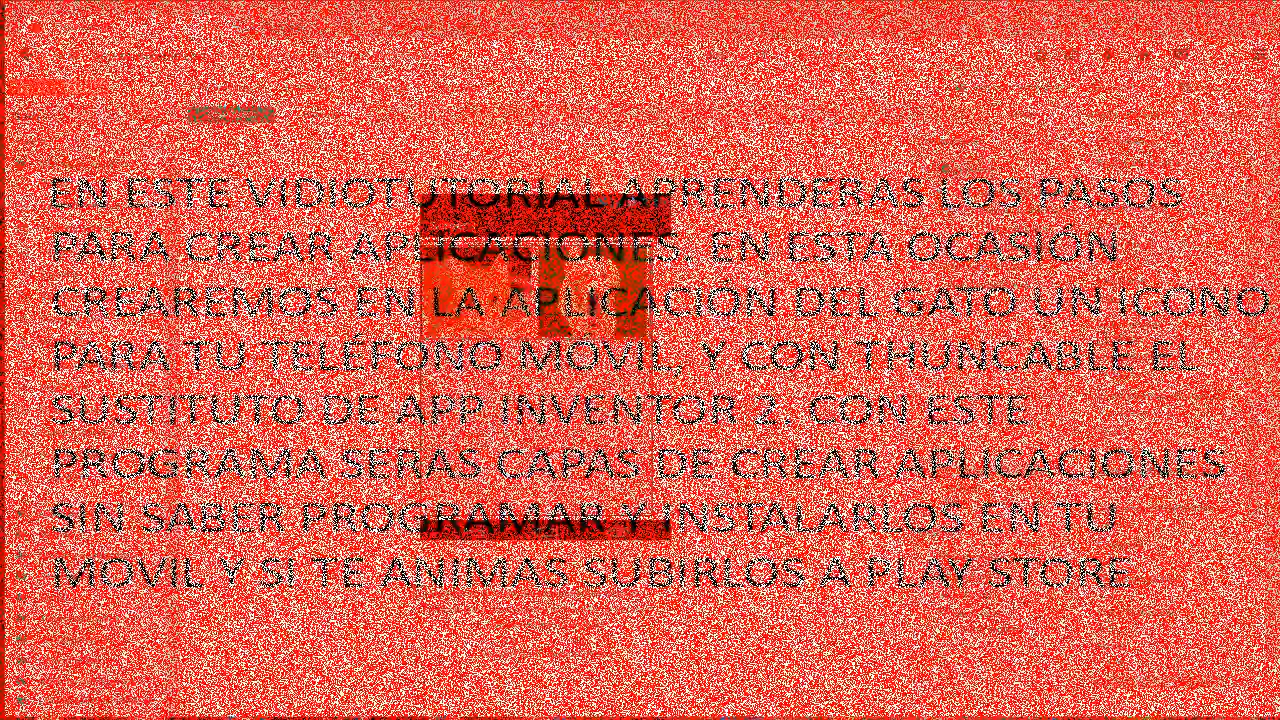 EN ESTE VIDIOTUTORIAL APRENDERAS LOS PASOS
PARA CREAR APLICACIONES. EN ESTA OCASIÓN
CREAREMOS EN LA APLICACIÓN DEL GATO UN ICONO
PARA TU TELÉFONO MOVIL, Y CON THUNCABLE EL
SUSTITUTO DE APP INVENTOR 2, CON ESTE
PROGRAMA SERAS CAPAS DE CREAR APLICACIONES
SIN SABER PROGRAMAR Y INSTALARLOS EN TU
MOVIL Y SI TE ANIMAS SUBIRLOS A PLAY STORE